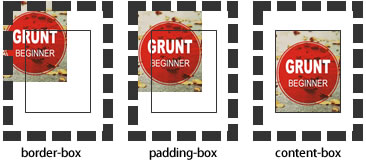 GRUNT
BEGINNER
GRUNT
BEGINNER
GRUNT
BEGINNER
border-box
padding-box
content-box